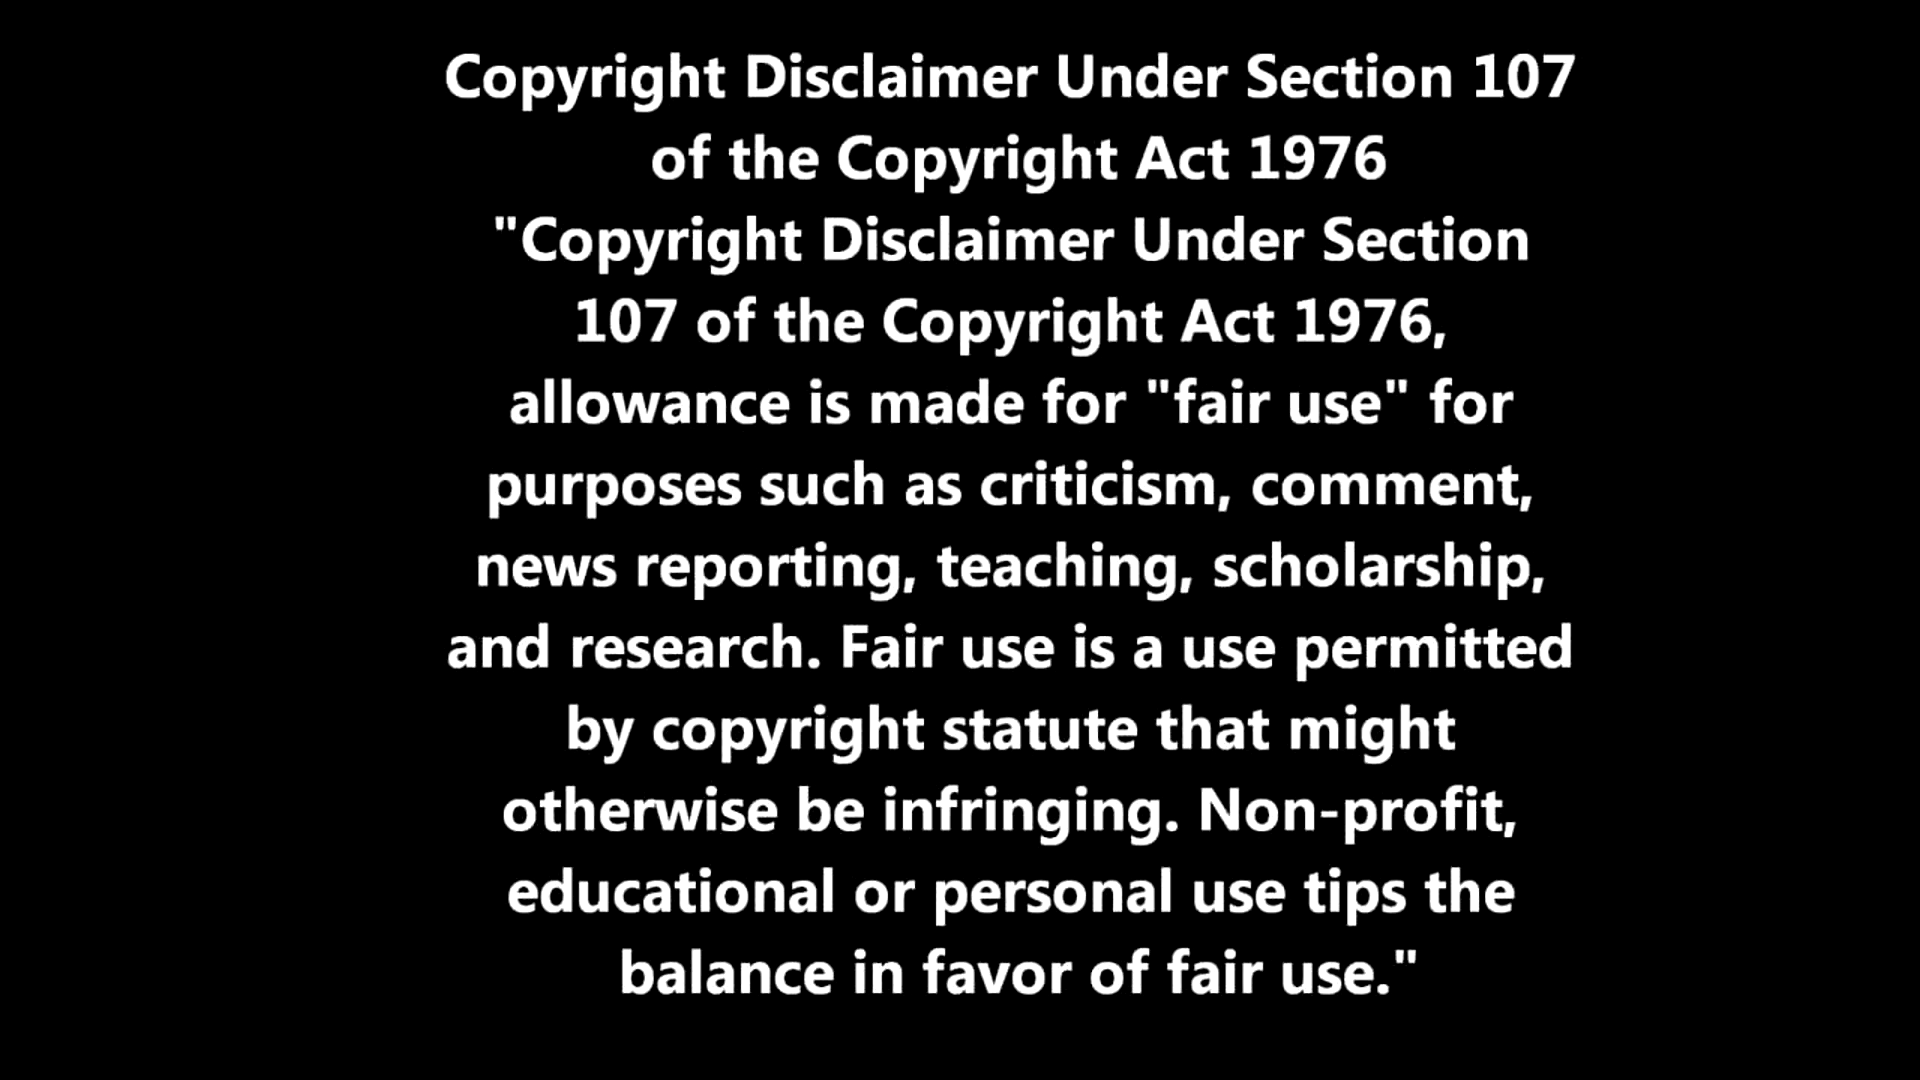 Copyright Disclaimer Under Section 107
of the Copyright Act 1976
"Copyright Disclaimer Under Section
107 of the Copyright Act 1976,
allowance is made for "fair use" for
purposes such as criticism, comment,
news reporting, teaching, scholarship,
and research. Fair use is a use permitted
by copyright statute that might
otherwise be infringing. Non-profit,
educational or personal use tips the
balance in favor of fair use."